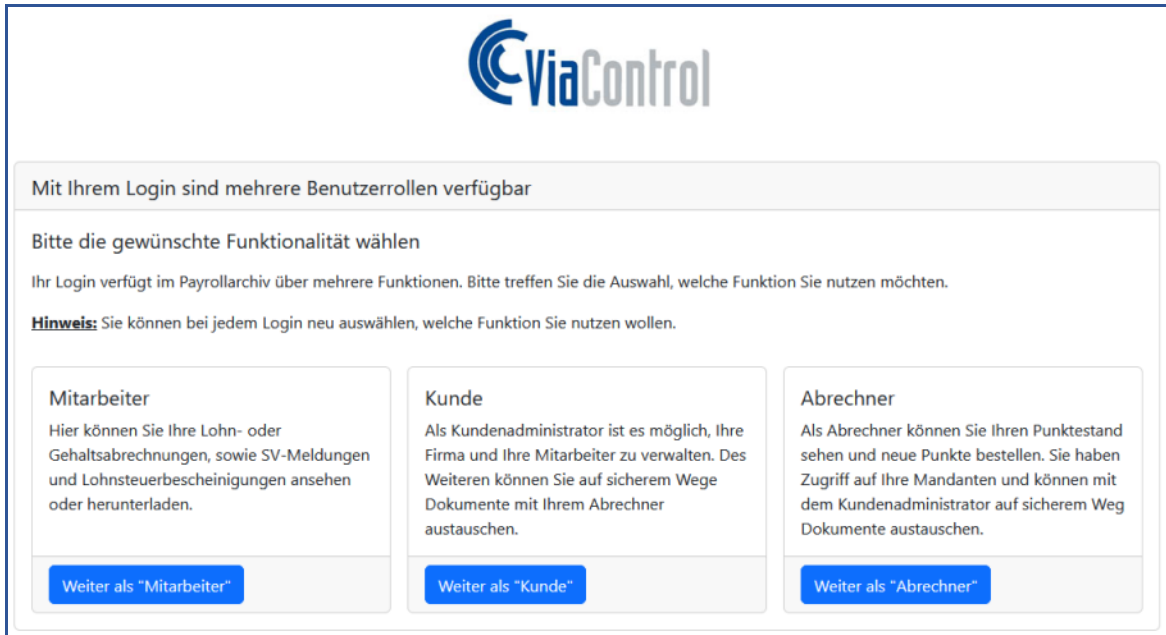 ViaControl
Mit Ihrem Login sind mehrere Benutzerrollen verfügbar
Bitte die gewünschte Funktionalität wählen
Ihr Login verfügt im Payrollarchiv über mehrere Funktionen. Bitte treffen Sie die Auswahl, welche Funktion Sie nutzen möchten.
Hinweis: Sie können bei jedem Login neu auswählen, welche Funktion Sie nutzen wollen.
Mitarbeiter
Hier können Sie Ihre Lohn- oder
Gehaltsabrechnungen, sowie SV-Meldungen
und Lohnsteuerbescheinigungen ansehen
oder herunterladen.
Weiter als "Mitarbeiter"
Kunde
Als Kundenadministrator ist es möglich, Ihre
Firma und Ihre Mitarbeiter zu verwalten. Des
Weiteren können Sie auf sicherem Wege
Dokumente mit Ihrem Abrechner
austauschen.
Weiter als "Kunde"
Abrechner
Als Abrechner können Sie Ihren Punktestand
sehen und neue Punkte bestellen. Sie haben
Zugriff auf Ihre Mandanten und können mit
dem Kundenadministrator auf sicherem Weg
Dokumente austauschen.
Weiter als "Abrechner"